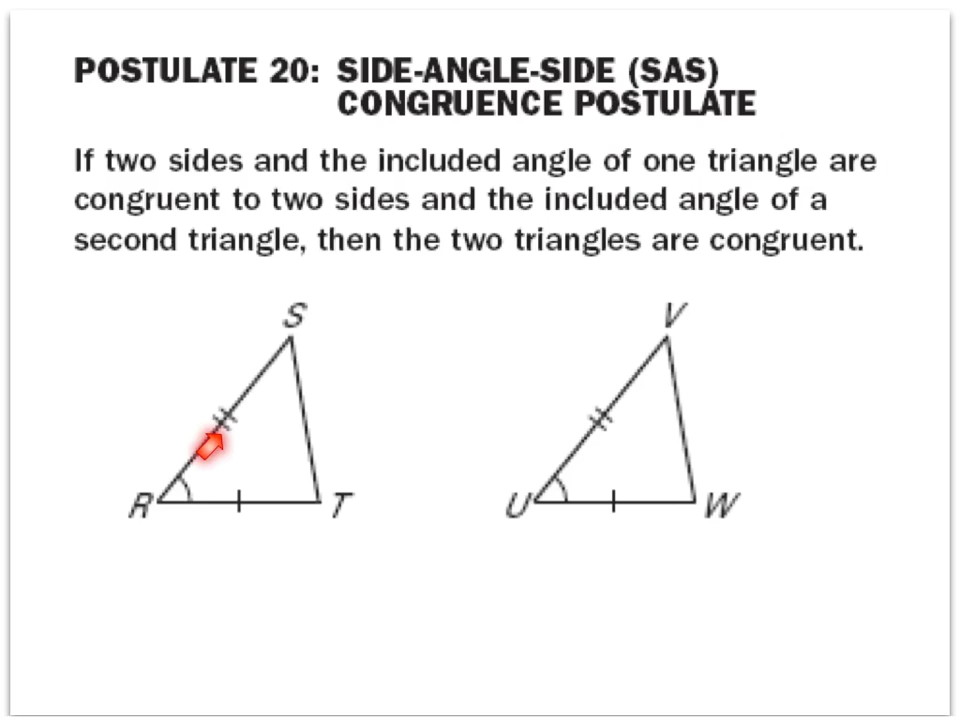 POSTULATE 20: SIDE-ANGLE-SIDE (SAS)
CONGRUENCE POSTULATE
If two sides and the included angle of one triangle are
congruent to two sides and the included angle of a
second triangle, then the two triangles are congruent.
S V
R T U W